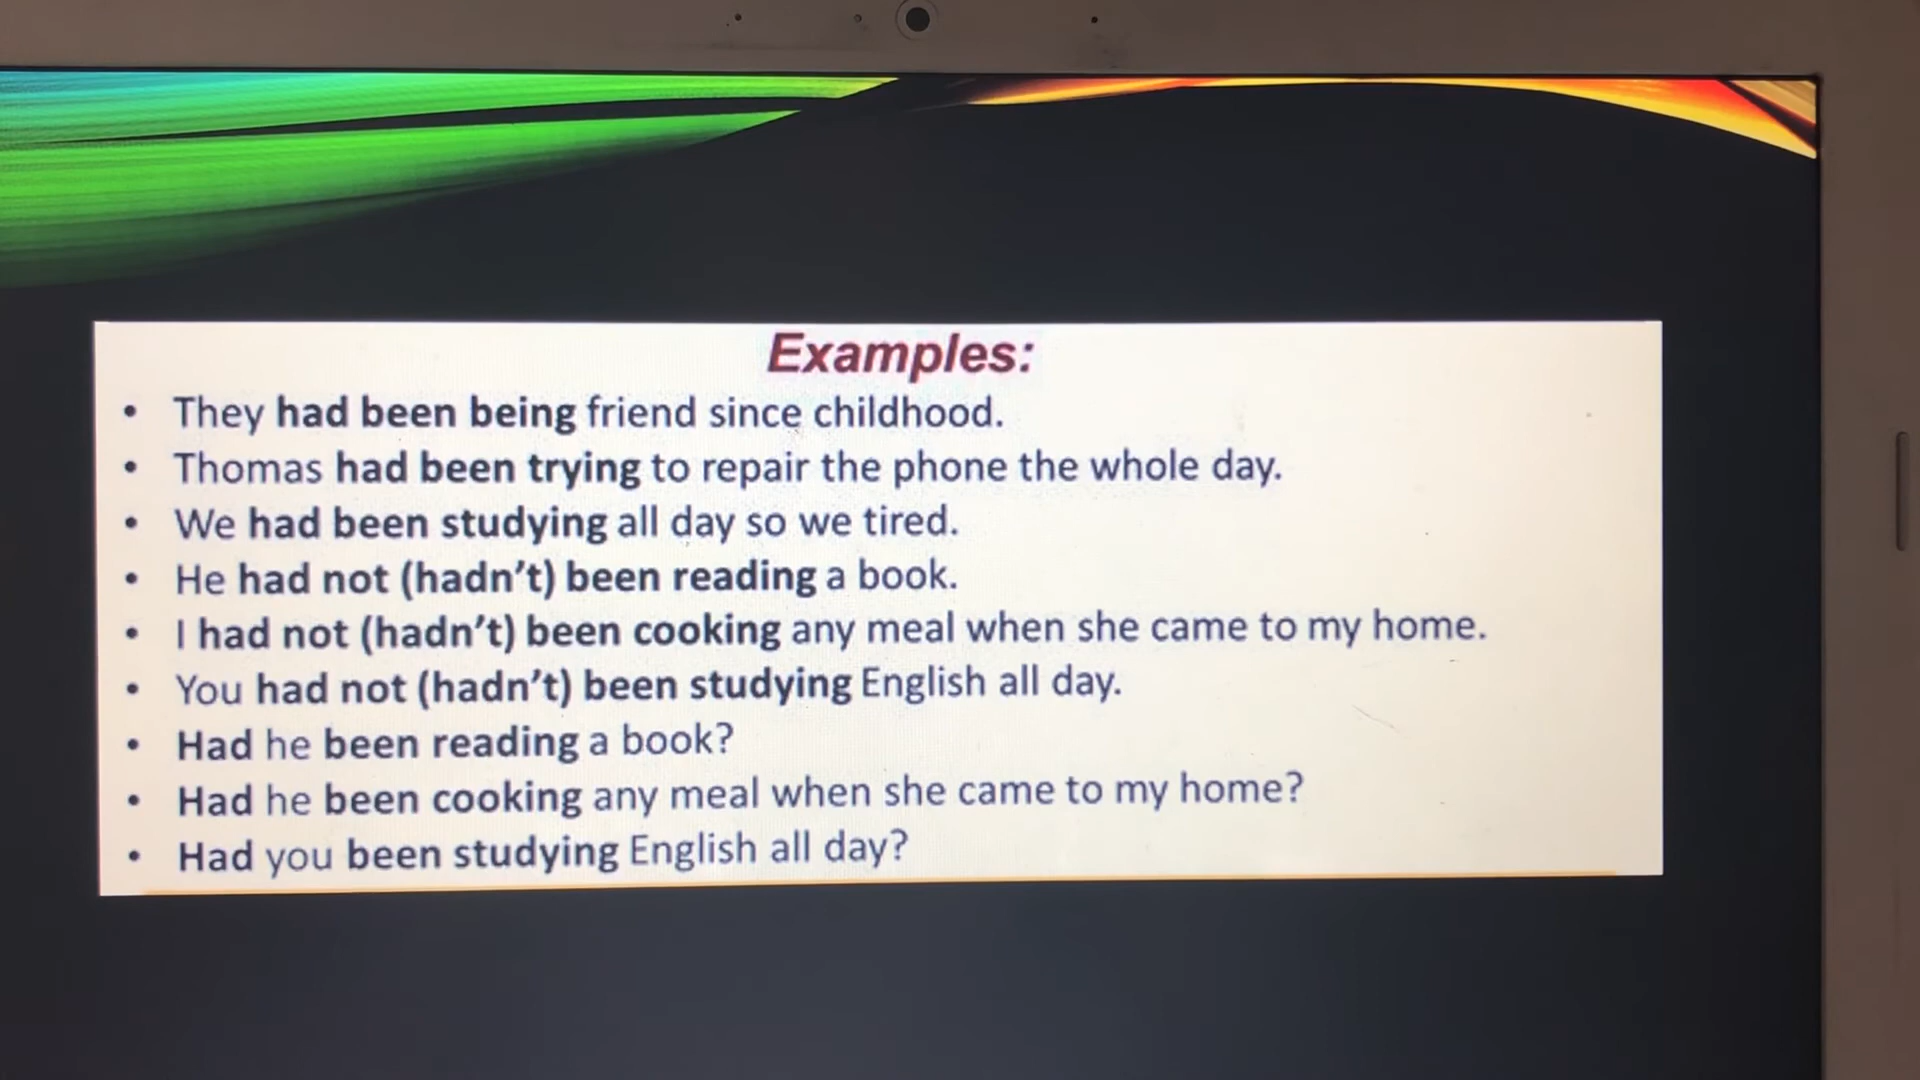 Examples:
• They had been being friend since childhood.
• Thomas had been trying to repair the phone the whole day.
• We had been studying all day so we tired.
• He had not (hadn’t) been reading a book.
• I had not (hadn’t) been cooking any meal when she came to my home.
• You had not (hadn’t) been studying English all day.
• Had he been reading a book?
• Had he been cooking any meal when she came to my home?
• Had you been studying English all day?